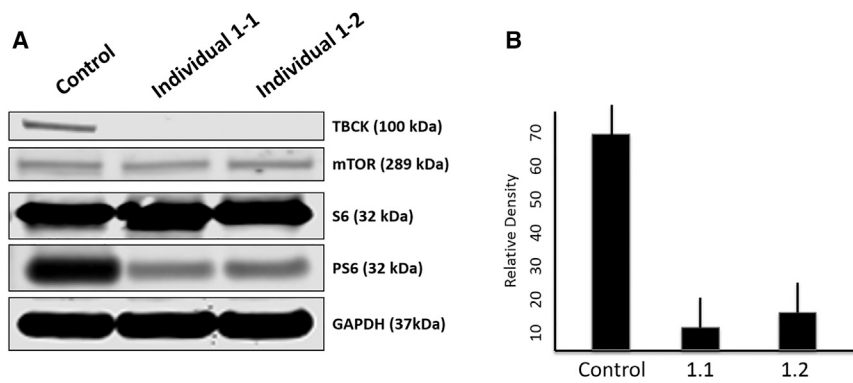 A
Control
Individual 1-1
Individual 1-2
TBCK (100 kDa)
mTOR (289 kDa)
S6 (32 kDa)
PS6 (32 kDa)
GAPDH (37kDa)
B
Relative Density
70
60
50
40
30
20
10
Control
1.1
1.2